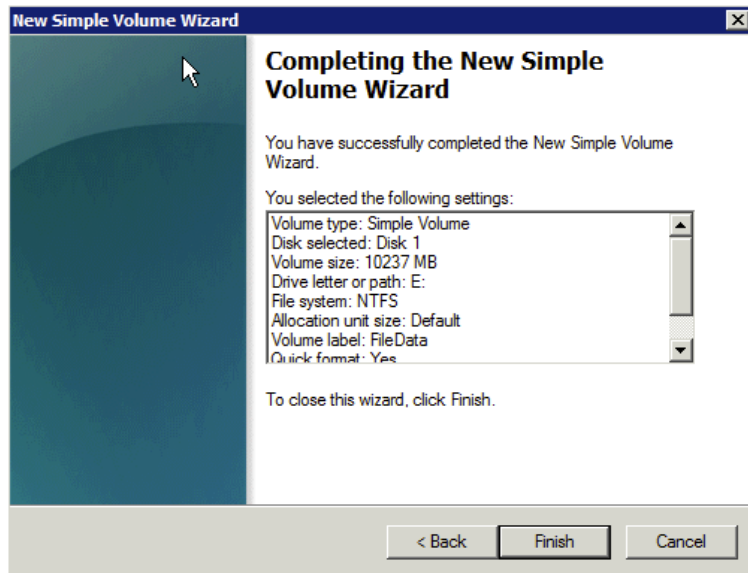 New Simple Volume Wizard
Completing the New Simple
Volume Wizard
You have successfully completed the New Simple Volume
Wizard.
You selected the following settings:
Volume type: Simple Volume
Disk selected: Disk 1
Volume size: 10237 MB
Drive letter or path: E:
File system: NTFS
Allocation unit size: Default
Volume label: FileData
Quick format: Yes
To close this wizard, click Finish.
< Back Finish Cancel